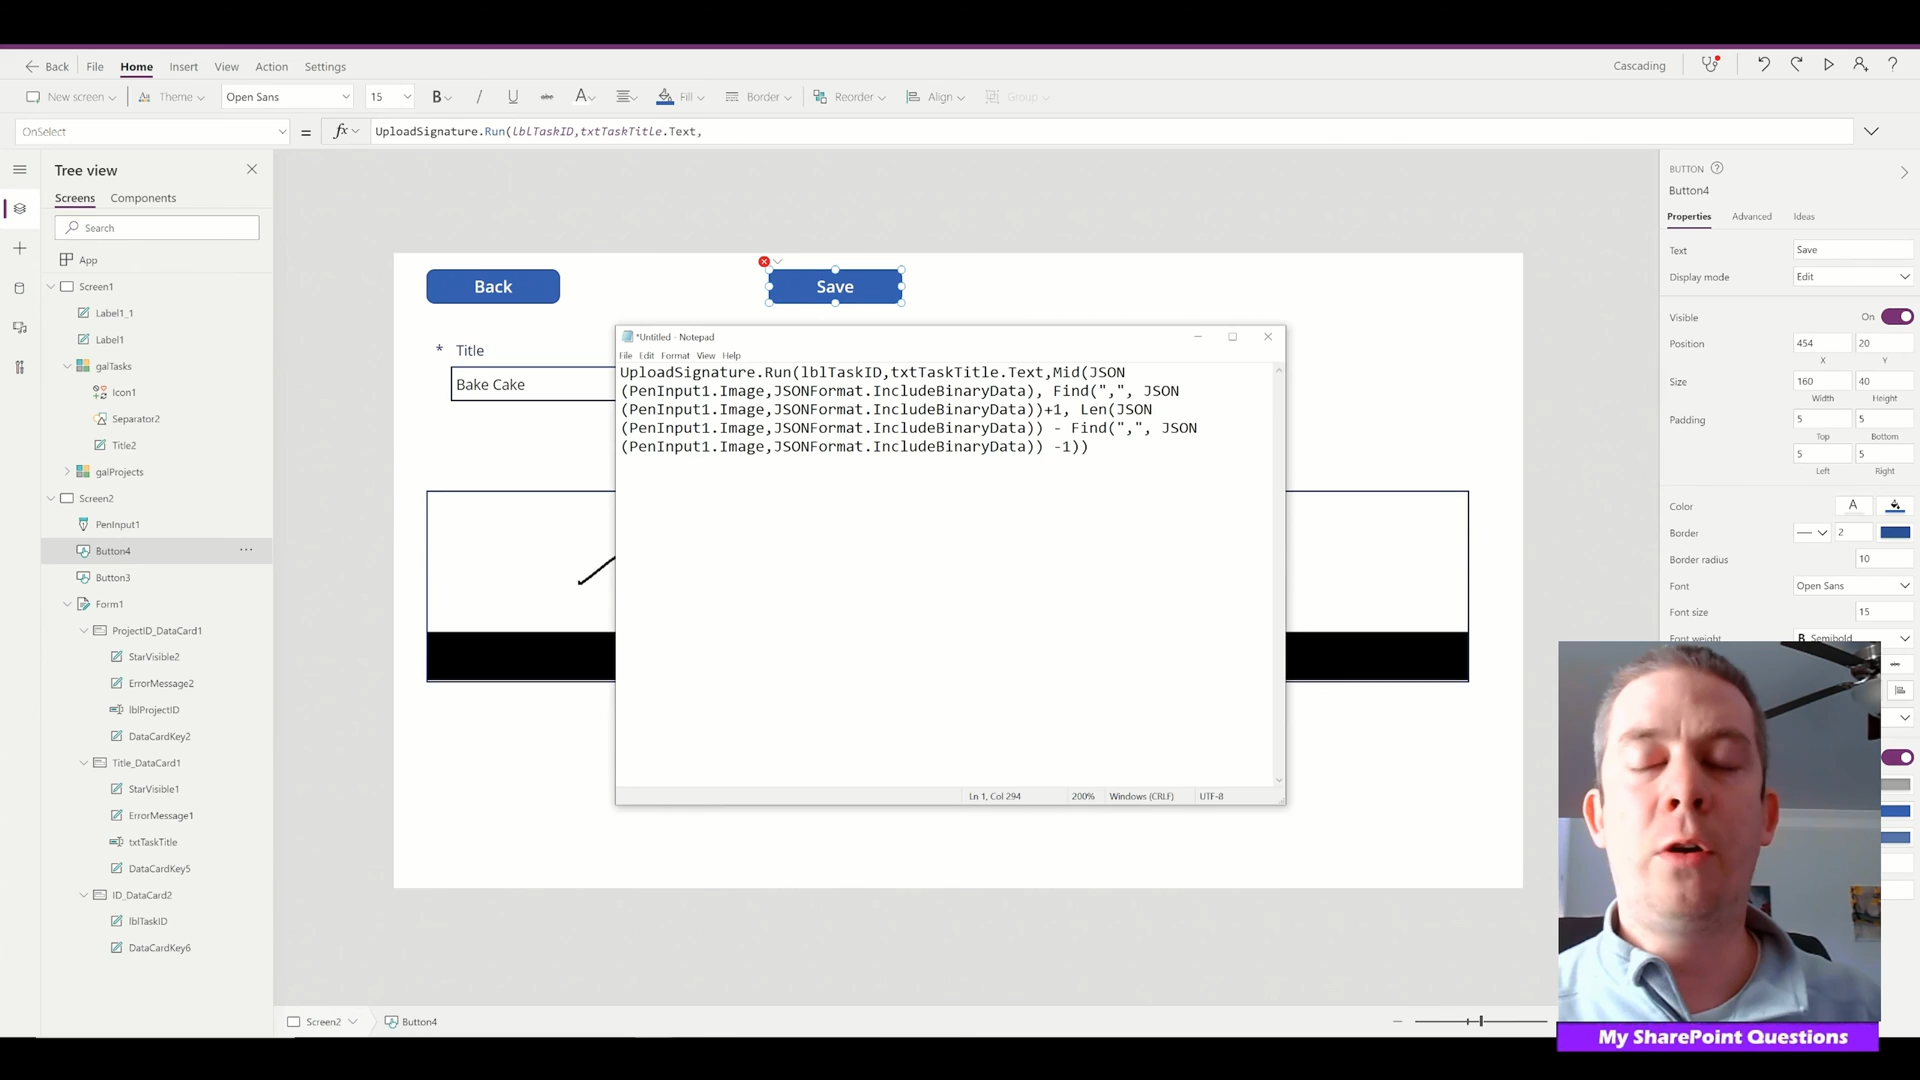 Back File Home Insert View Action Settings Cascading
New screen Theme Open Sans 15 B Fill Border Reorder Align Group
OnSelect = fx UploadSignature.Run(lblTaskID,txtTaskTitle.Text,
Tree view
Screens Components
Search
App
Screen1
Label1_1
Label1
galTasks
Icon1
Separator2
Title2
galProjects
Screen2
PenInput1
Button4 ...
Button3
Form1
ProjectID_DataCard1
StarVisible2
ErrorMessage2
lblProjectID
DataCardKey2
Title_DataCard1
StarVisible1
ErrorMessage1
txtTaskTitle
DataCardKey5
ID_DataCard2
lblTaskID
DataCardKey6
Back Save
* Title
Bake Cake
*Untitled - Notepad
File Edit Format View Help
UploadSignature.Run(lblTaskID,txtTaskTitle.Text,Mid(JSON
(PenInput1.Image,JSONFormat.IncludeBinaryData), Find(",", JSON
(PenInput1.Image,JSONFormat.IncludeBinaryData))+1, Len(JSON
(PenInput1.Image,JSONFormat.IncludeBinaryData)) - Find(",", JSON
(PenInput1.Image,JSONFormat.IncludeBinaryData)) -1))
Ln 1, Col 294 200% Windows (CRLF) UTF-8
BUTTON
Button4
Properties Advanced Ideas
Text Save
Display mode Edit
Visible On
Position 454 20
X Y
Size 160 40
Width Height
Padding 5 5
Top Bottom
5 5
Left Right
Color A
Border 2
Border radius 10
Font Open Sans
Font size 15
Font weight B Semibold
Screen2 Button4
My SharePoint Questions